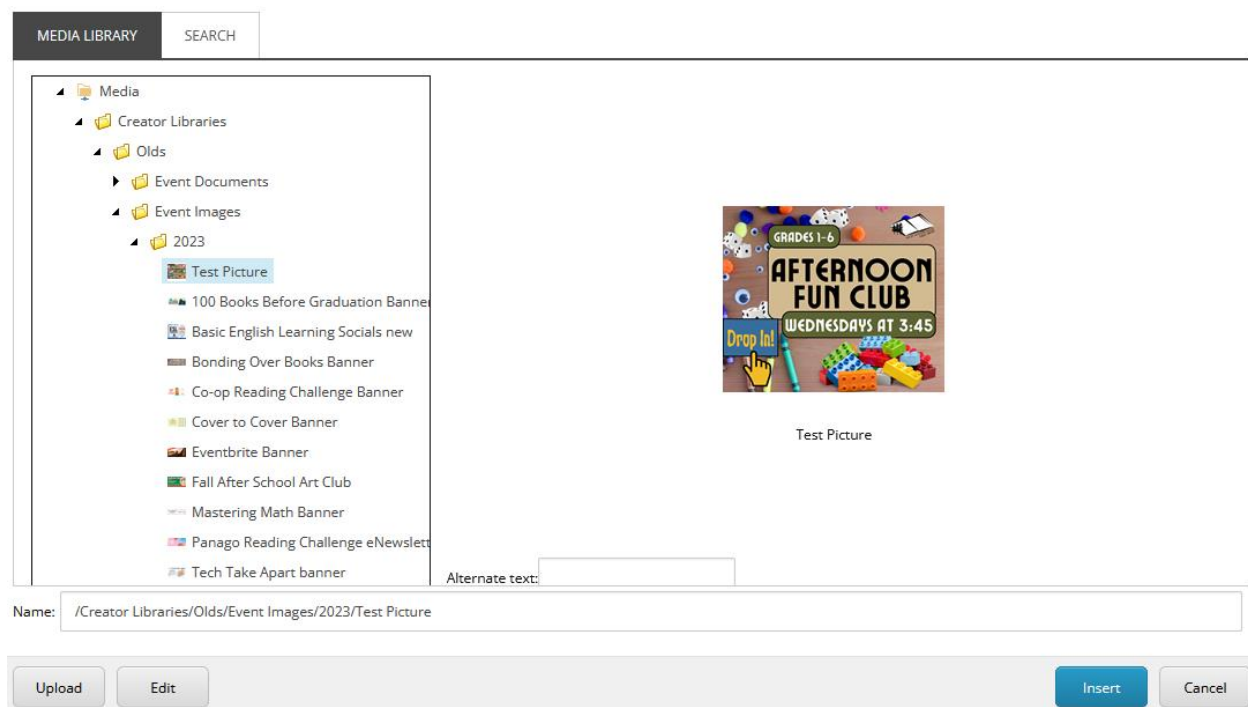 MEDIA LIBRARY
SEARCH
Media
Creator Libraries
Olds
Event Documents
Event Images
2023
Test Picture
100 Books Before Graduation Banner
Basic English Learning Socials new
Bonding Over Books Banner
Co-op Reading Challenge Banner
Cover to Cover Banner
Eventbrite Banner
Fall After School Art Club
Mastering Math Banner
Panago Reading Challenge eNewslett
Tech Take Apart banner
GRADES 1-6
AFTERNOON
FUN CLUB
WEDNESDAYS AT 3:45
Drop In!
Test Picture
Alternate text:
Name: /Creator Libraries/Olds/Event Images/2023/Test Picture
Upload
Edit
Insert
Cancel